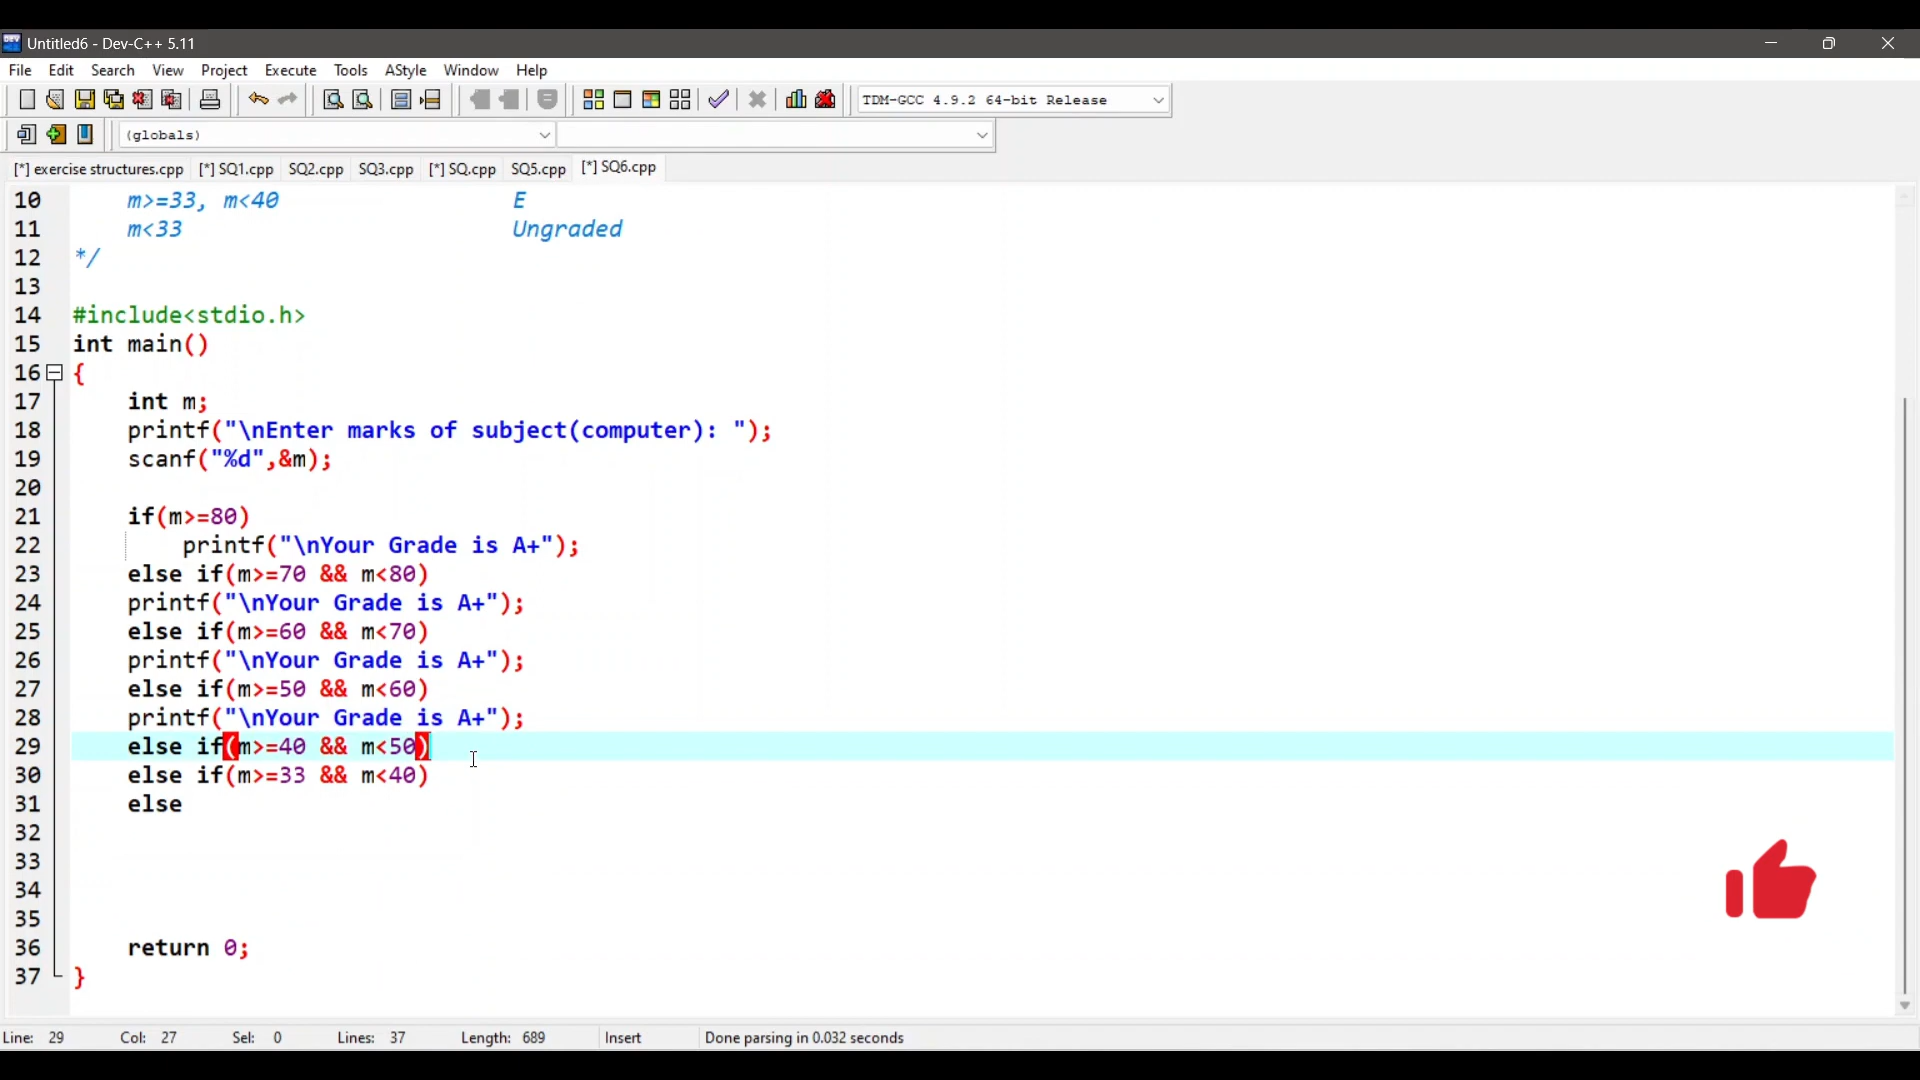 Untitled6 - Dev-C++ 5.11
File Edit Search View Project Execute Tools AStyle Window Help
TDM-GCC 4.9.2 64-bit Release
(globals)
[*] exercise structures.cpp [*] SQ1.cpp SQ2.cpp SQ3.cpp [*] SQ.cpp SQ5.cpp [*] SQ6.cpp
10 m>=33, m<40 E
11 m<33 Ungraded
12 */
13
14 #include<stdio.h>
15 int main()
16 {
17 int m;
18 printf("\nEnter marks of subject(computer): ");
19 scanf("%d",&m);
20
21 if(m>=80)
22 printf("\nYour Grade is A+");
23 else if(m>=70 && m<80)
24 printf("\nYour Grade is A+");
25 else if(m>=60 && m<70)
26 printf("\nYour Grade is A+");
27 else if(m>=50 && m<60)
28 printf("\nYour Grade is A+");
29 else if(m>=40 && m<50)
30 else if(m>=33 && m<40)
31 else
32
33
34
35
36 return 0;
37 }
Line: 29 Col: 27 Sel: 0 Lines: 37 Length: 689 Insert Done parsing in 0.032 seconds